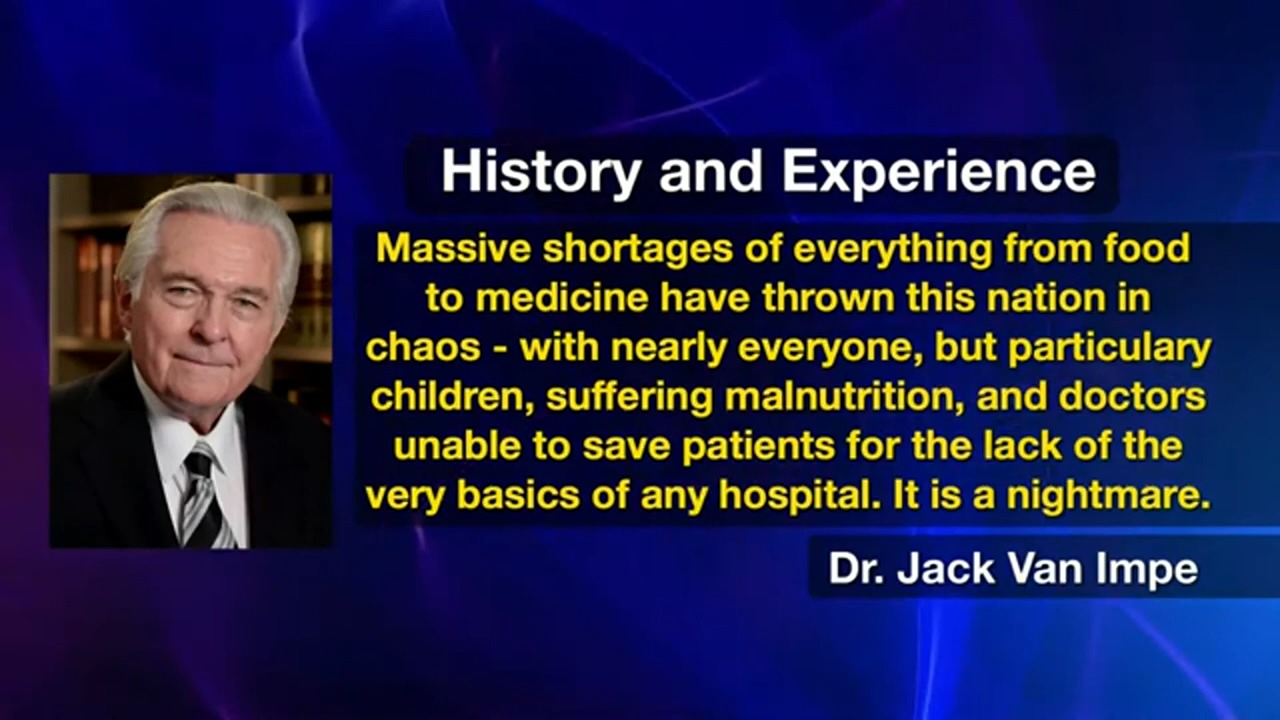 History and Experience
Massive shortages of everything from food
to medicine have thrown this nation in
chaos - with nearly everyone, but particulary
children, suffering malnutrition, and doctors
unable to save patients for the lack of the
very basics of any hospital. It is a nightmare.
Dr. Jack Van Impe